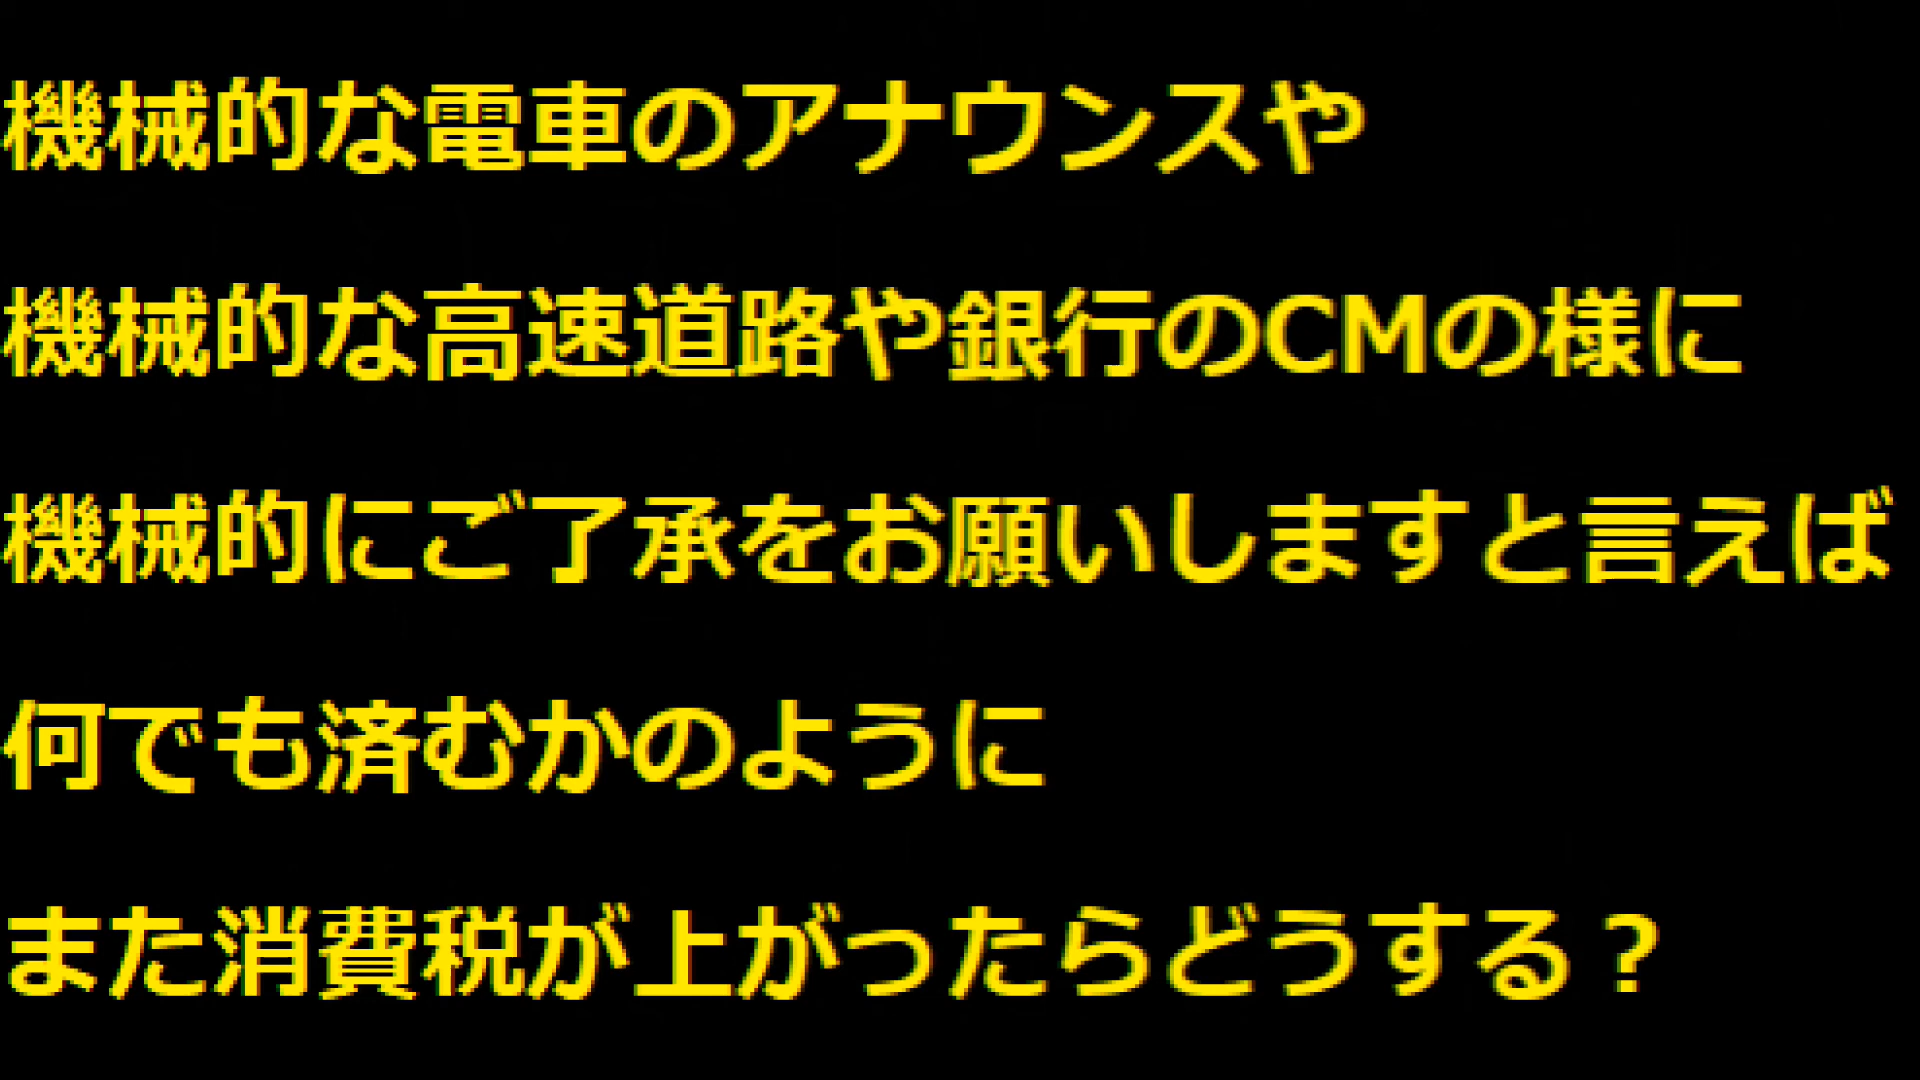 機械的な電車のアナウンスや
機械的な高速道路や銀行のCMの様に
機械的にご了承をお願いしますと言えば
何でも済むかのように
また消費税が上がったらどうする？